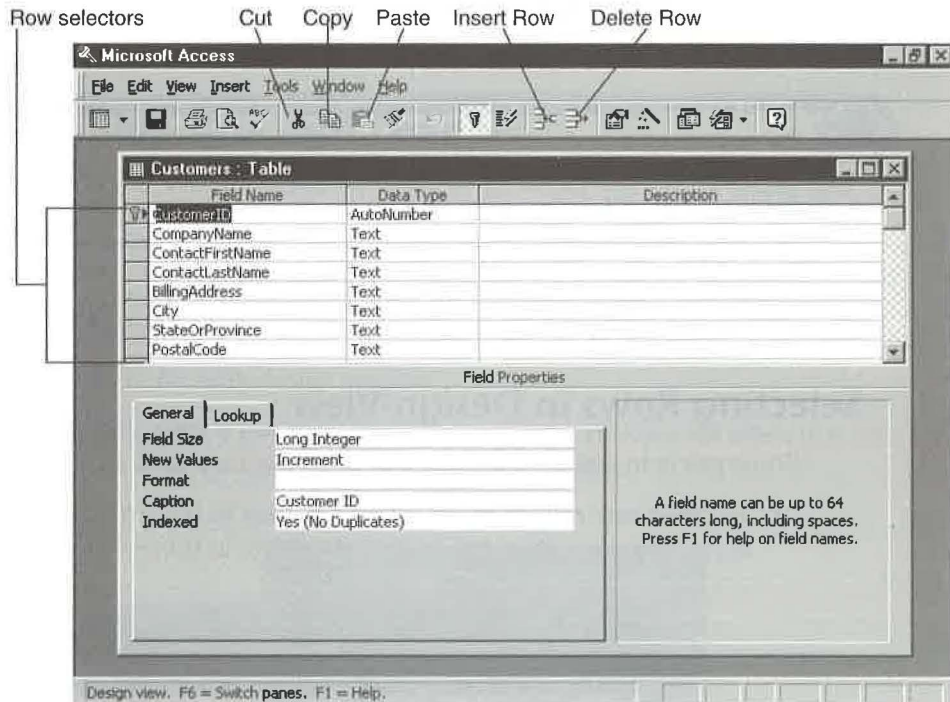 Row selectors Cut Copy Paste Insert Row Delete Row
Microsoft Access
File Edit View Insert Tools Window Help
Customers : Table
Field Name Data Type Description
CustomerID AutoNumber
CompanyName Text
ContactFirstName Text
ContactLastName Text
BillingAddress Text
City Text
StateOrProvince Text
PostalCode Text
Field Properties
General Lookup
Field Size Long Integer
New Values Increment
Format
Caption Customer ID
Indexed Yes (No Duplicates)
A field name can be up to 64
characters long, including spaces.
Press F1 for help on field names.
Design view. F6 = Switch panes. F1 = Help.